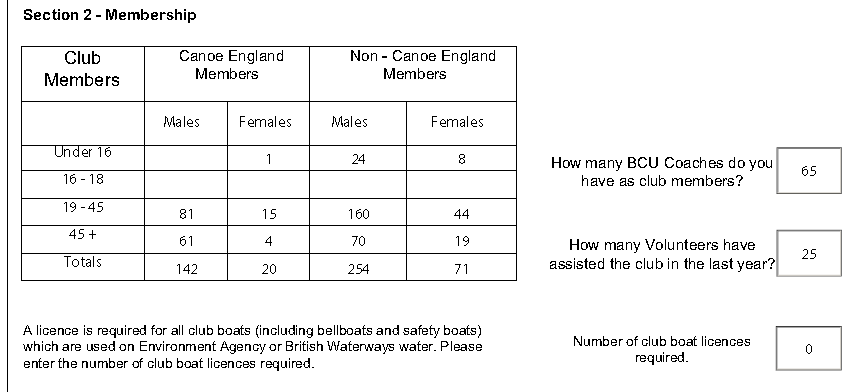 Section 2 - Membership
Club Members Canoe England Members Non - Canoe England Members
Males Females Males Females
Under 16 1 24 8
16 - 18
19 - 45 81 15 160 44
45 + 61 4 70 19
Totals 142 20 254 71
How many BCU Coaches do you
have as club members? 65
How many Volunteers have
assisted the club in the last year? 25
A licence is required for all club boats (including bellboats and safety boats)
which are used on Environment Agency or British Waterways water. Please
enter the number of club boat licences required.
Number of club boat licences
required. 0